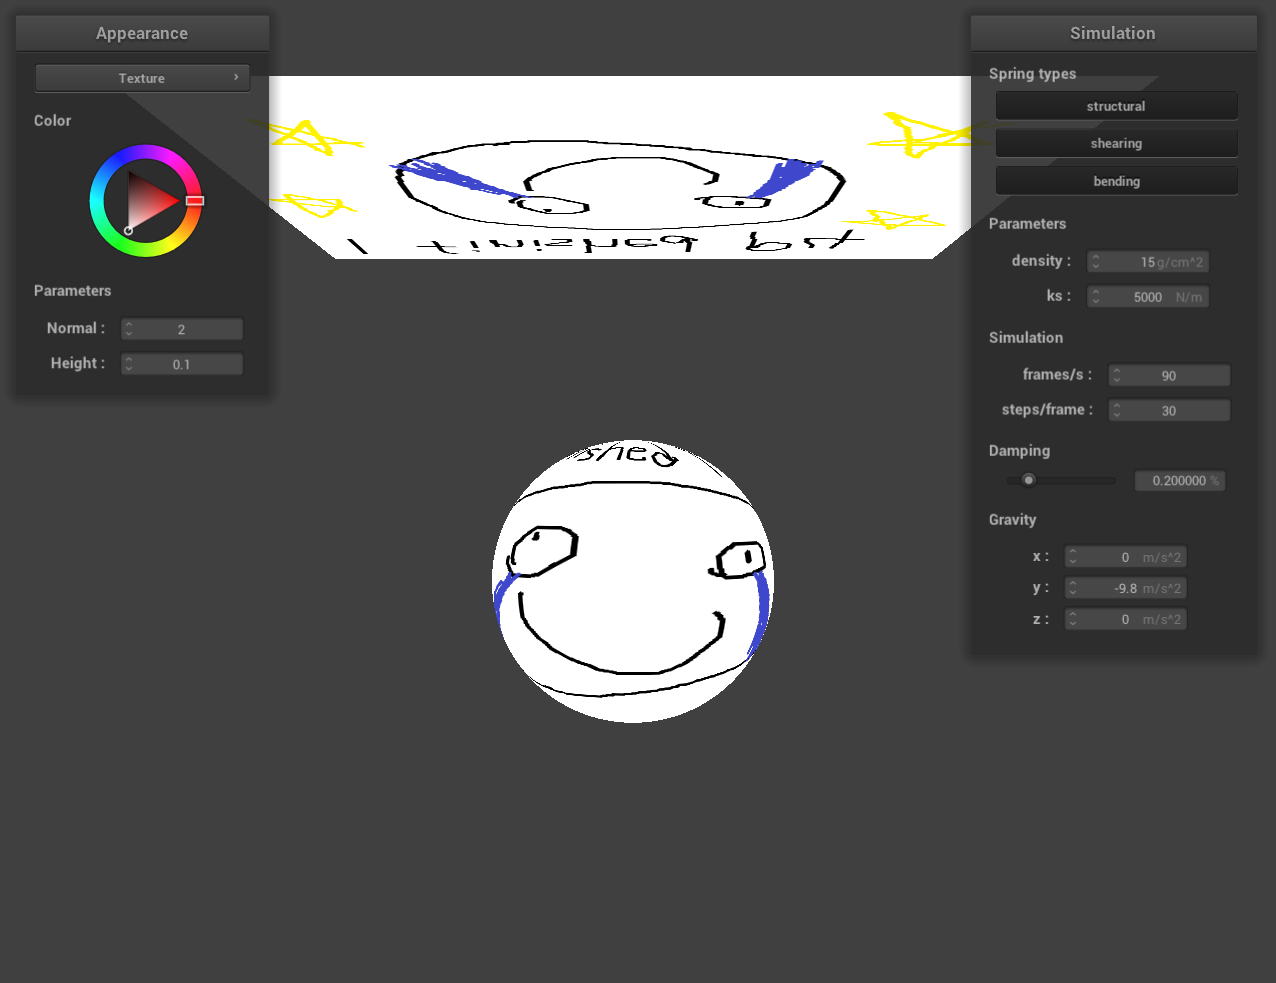 Appearance
Texture
Color
Parameters
Normal : 2
Height : 0.1
I finished
shed
Simulation
Spring types
structural
shearing
bending
Parameters
density : 15 g/cm^2
ks : 5000 N/m
Simulation
frames/s : 90
steps/frame : 30
Damping
0.200000 %
Gravity
x : 0 m/s^2
y : -9.8 m/s^2
z : 0 m/s^2